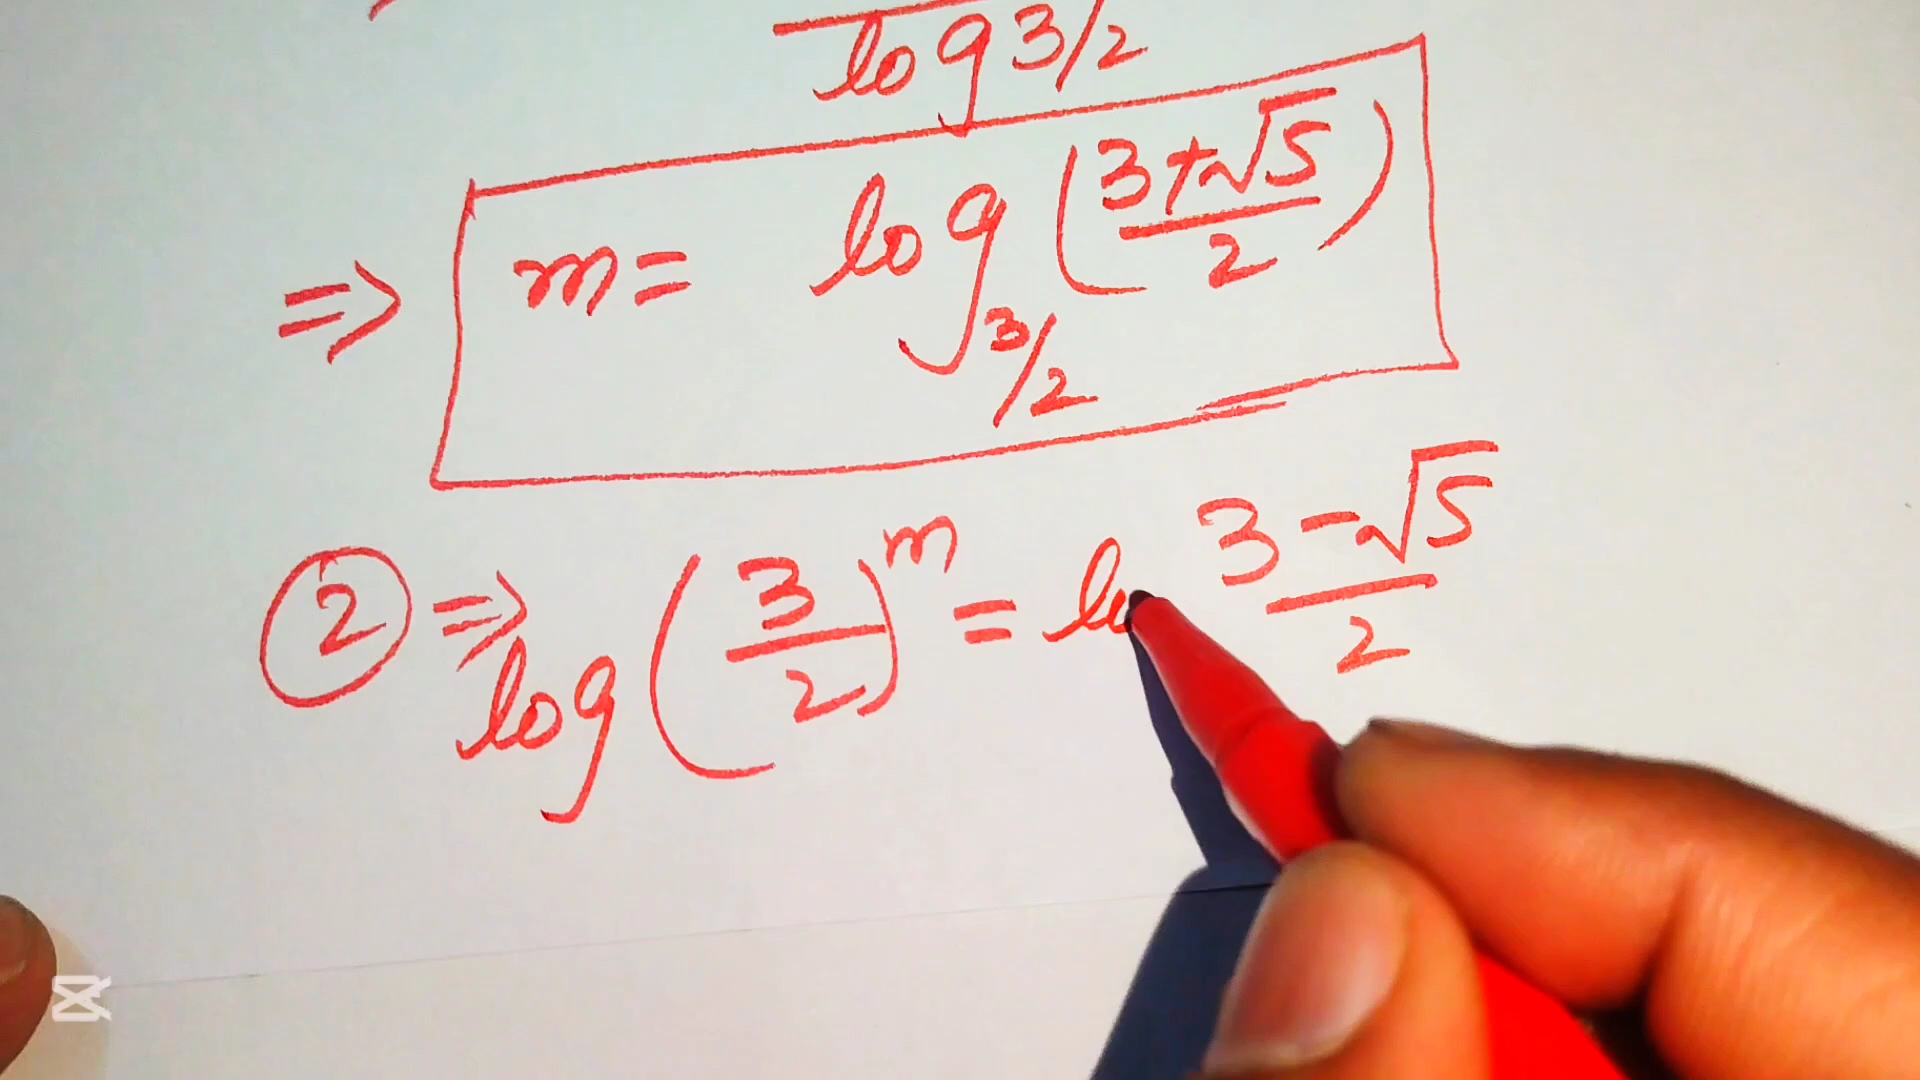 log 3/2
⇒ m = log_{3/2} ((3+√5)/2)
② ⇒ log (3/2)^m = lo (3-√5)/2